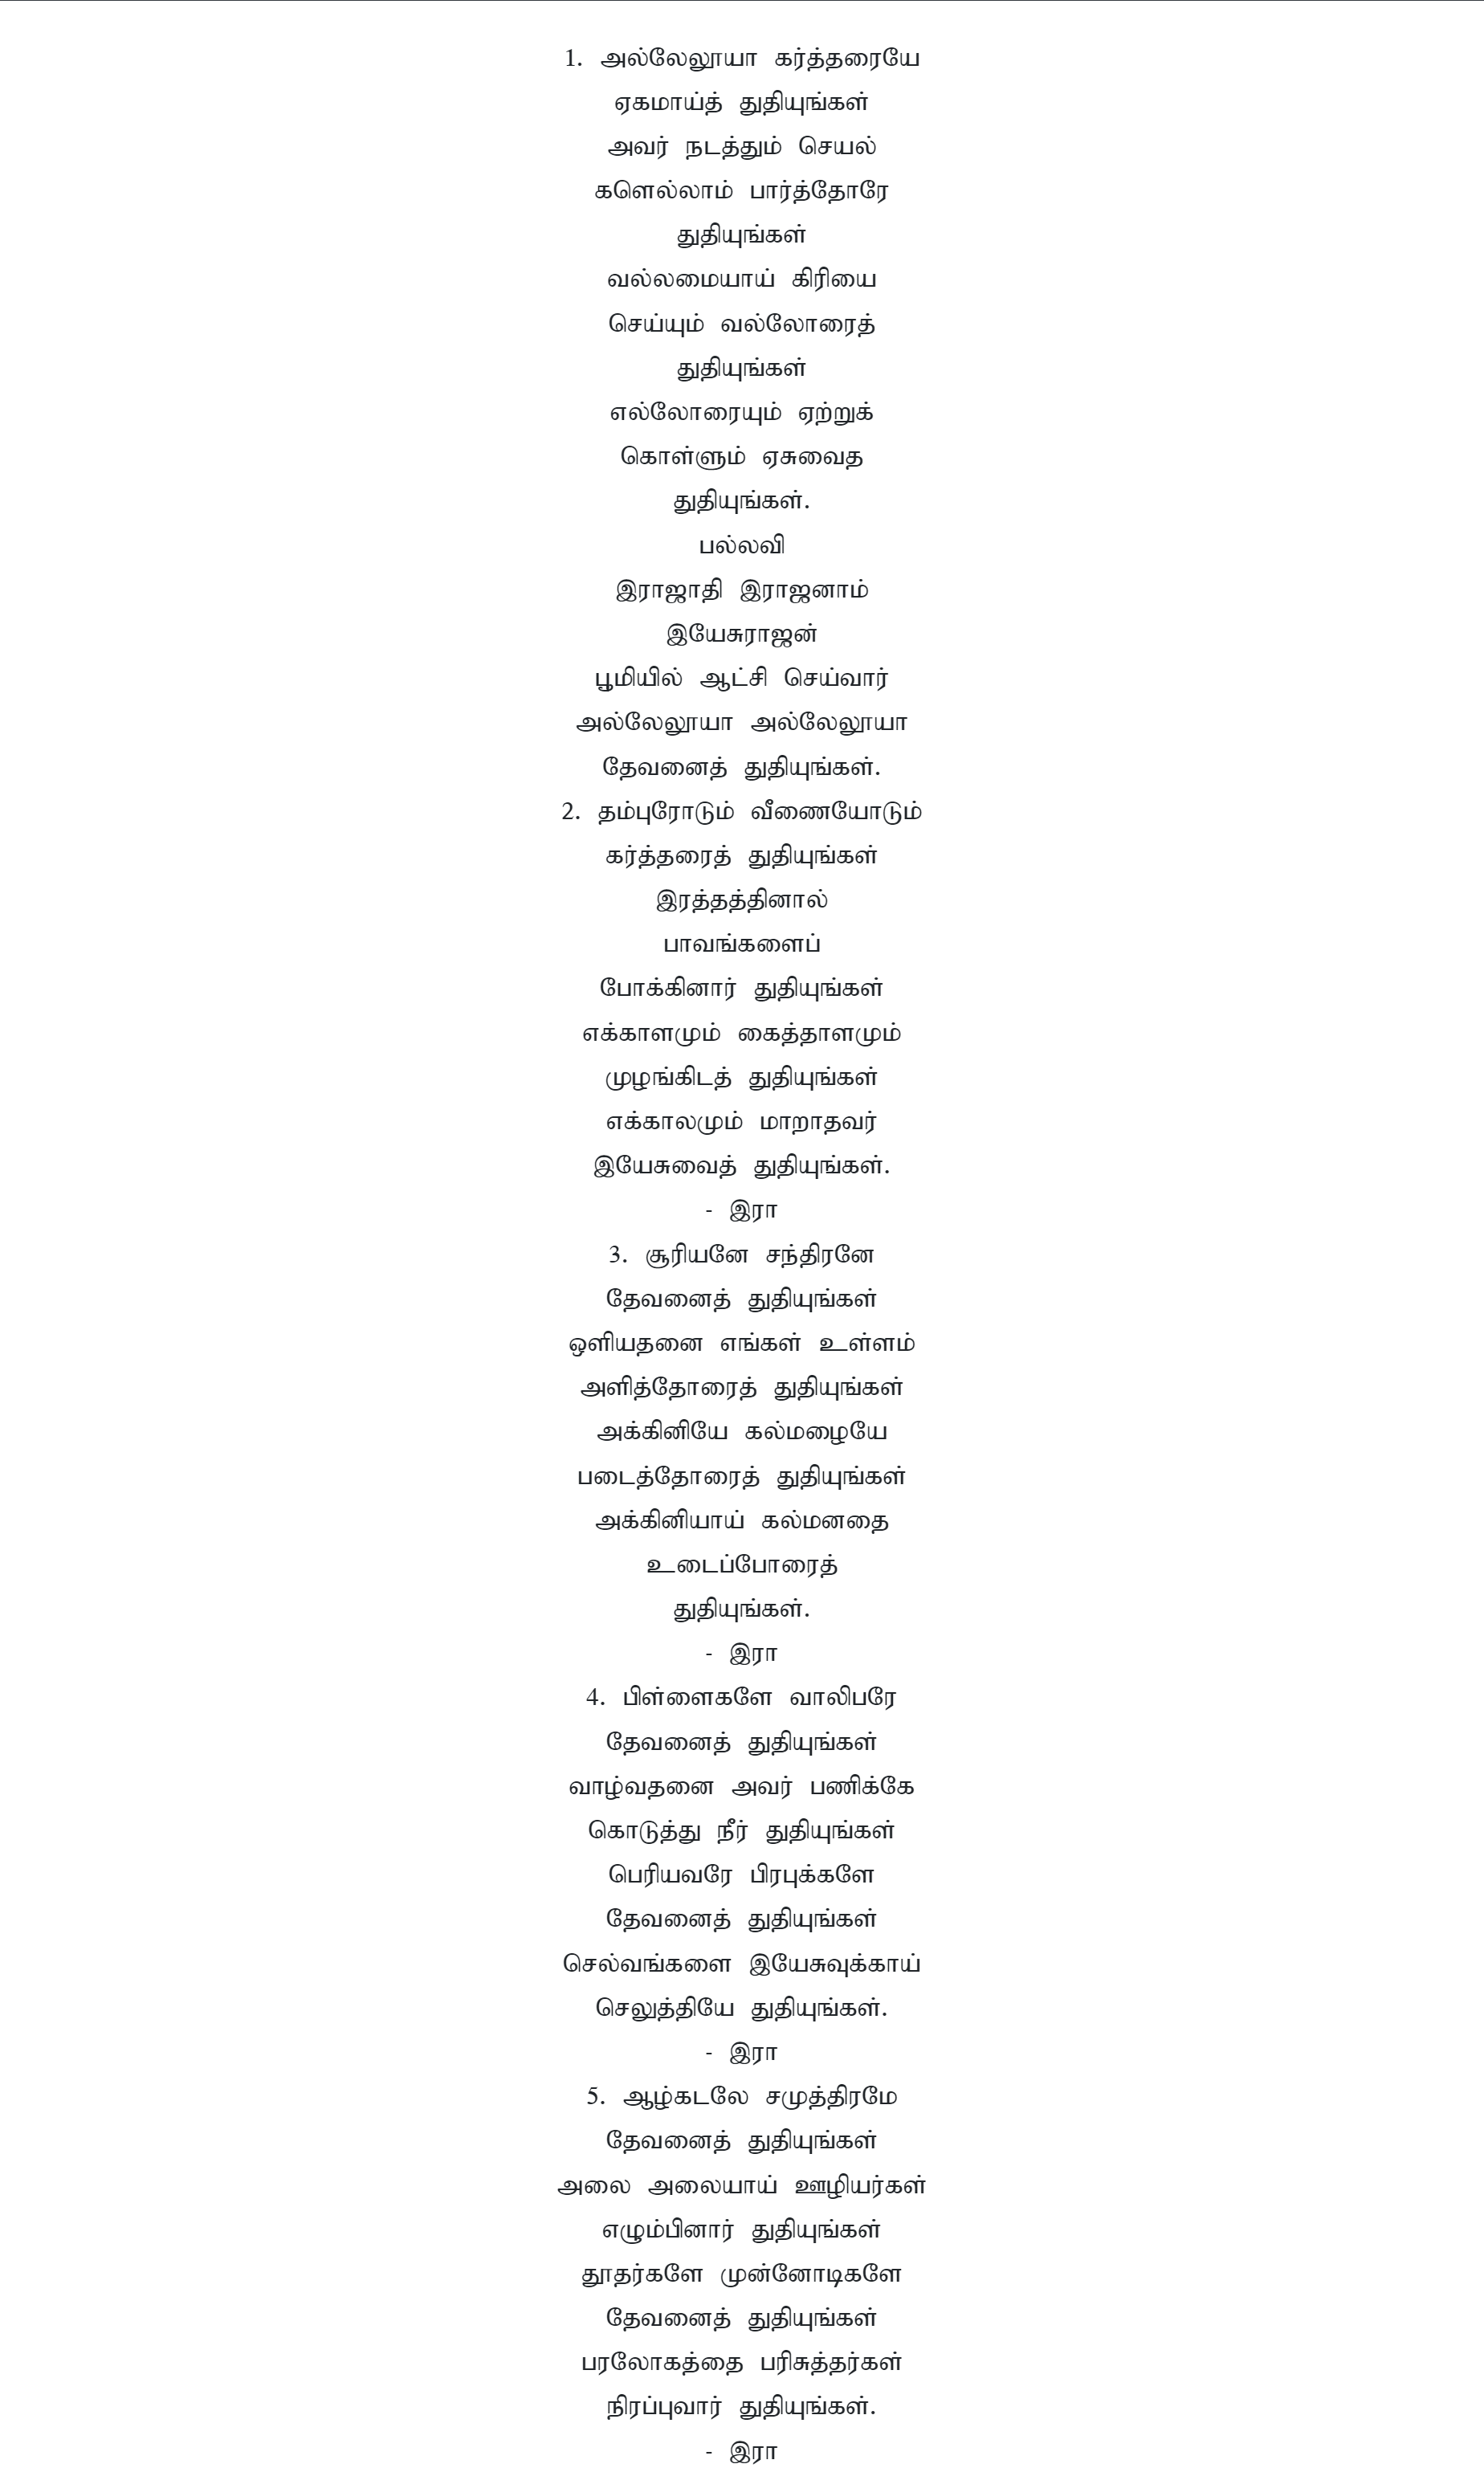 1. அல்லேலூயா கர்த்தரையே
ஏகமாய்த் துதியுங்கள்
அவர் நடத்தும் செயல்
களெல்லாம் பார்த்தோரே
துதியுங்கள்
வல்லமையாய் கிரியை
செய்யும் வல்லோரைத்
துதியுங்கள்
எல்லோரையும் ஏற்றுக்
கொள்ளும் ஏசுவைத
துதியுங்கள்.
பல்லவி
இராஜாதி இராஜனாம்
இயேசுராஜன்
பூமியில் ஆட்சி செய்வார்
அல்லேலூயா அல்லேலூயா
தேவனைத் துதியுங்கள்.
2. தம்புரோடும் வீணையோடும்
கர்த்தரைத் துதியுங்கள்
இரத்தத்தினால்
பாவங்களைப்
போக்கினார் துதியுங்கள்
எக்காளமும் கைத்தாளமும்
முழங்கிடத் துதியுங்கள்
எக்காலமும் மாறாதவர்
இயேசுவைத் துதியுங்கள்.
- இரா
3. சூரியனே சந்திரனே
தேவனைத் துதியுங்கள்
ஒளியதனை எங்கள் உள்ளம்
அளித்தோரைத் துதியுங்கள்
அக்கினியே கல்மழையே
படைத்தோரைத் துதியுங்கள்
அக்கினியாய் கல்மனதை
உடைப்போரைத்
துதியுங்கள்.
- இரா
4. பிள்ளைகளே வாலிபரே
தேவனைத் துதியுங்கள்
வாழ்வதனை அவர் பணிக்கே
கொடுத்து நீர் துதியுங்கள்
பெரியவரே பிரபுக்களே
தேவனைத் துதியுங்கள்
செல்வங்களை இயேசுவுக்காய்
செலுத்தியே துதியுங்கள்.
- இரா
5. ஆழ்கடலே சமுத்திரமே
தேவனைத் துதியுங்கள்
அலை அலையாய் ஊழியர்கள்
எழும்பினார் துதியுங்கள்
தூதர்களே முன்னோடிகளே
தேவனைத் துதியுங்கள்
பரலோகத்தை பரிசுத்தர்கள்
நிரப்புவார் துதியுங்கள்.
- இரா